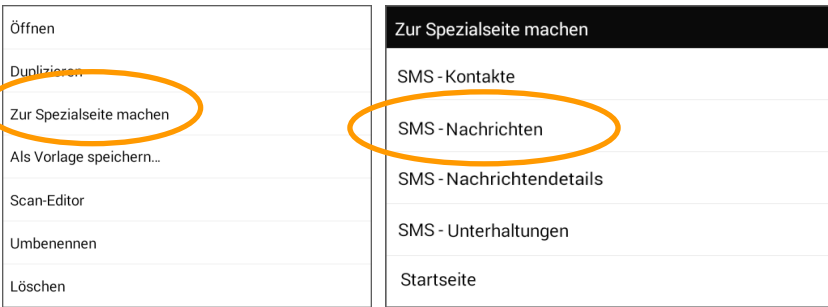 Öffnen
Duplizieren
Zur Spezialseite machen
Als Vorlage speichern...
Scan-Editor
Umbenennen
Löschen
Zur Spezialseite machen
SMS - Kontakte
SMS - Nachrichten
SMS - Nachrichtendetails
SMS - Unterhaltungen
Startseite